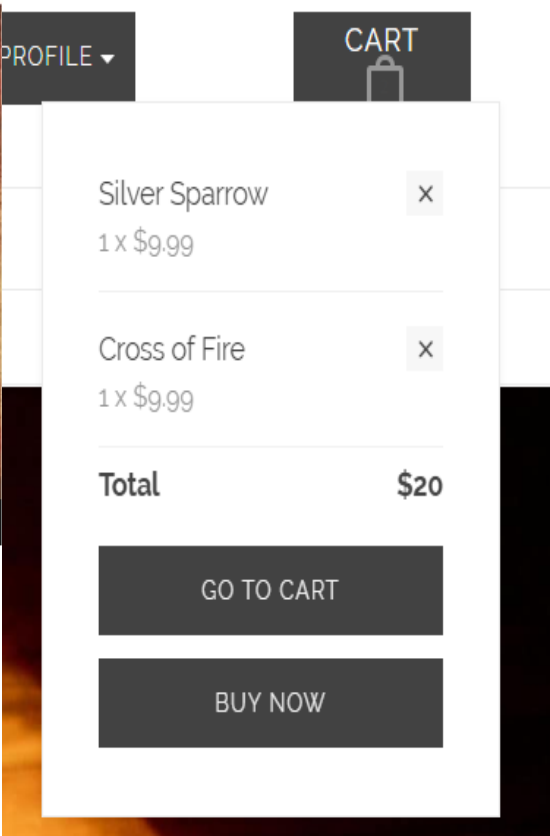 PROFILE
CART
Silver Sparrow X
1 x $9.99
Cross of Fire X
1 x $9.99
Total $20
GO TO CART
BUY NOW